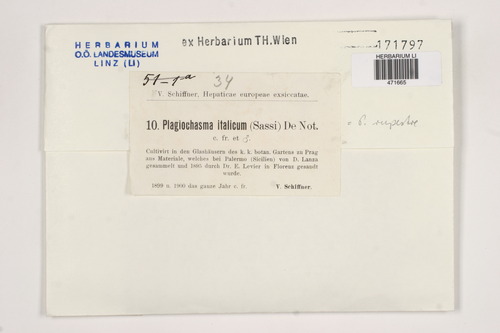 HERBARIUM
O.Ö. LANDESMUSEUM
LINZ (LI)
ex Herbarium TH.Wien
171797
HERBARIUM LI
471665
34
V. Schiffner, Hepaticae europeae exsiccatae.
10. Plagiochasma italicum (Sassi) De Not.
c. fr. et ♂.
= P. rupestre
Cultivirt in den Glashäusern des k. k. botan. Gartens zu Prag
aus Materiale, welches bei Palermo (Sicilien) von D. Lanza
gesammelt und 1895 durch Dr. E. Levier in Florenz gesandt
wurde.
1899 u. 1900 das ganze Jahr c. fr.
V. Schiffner.